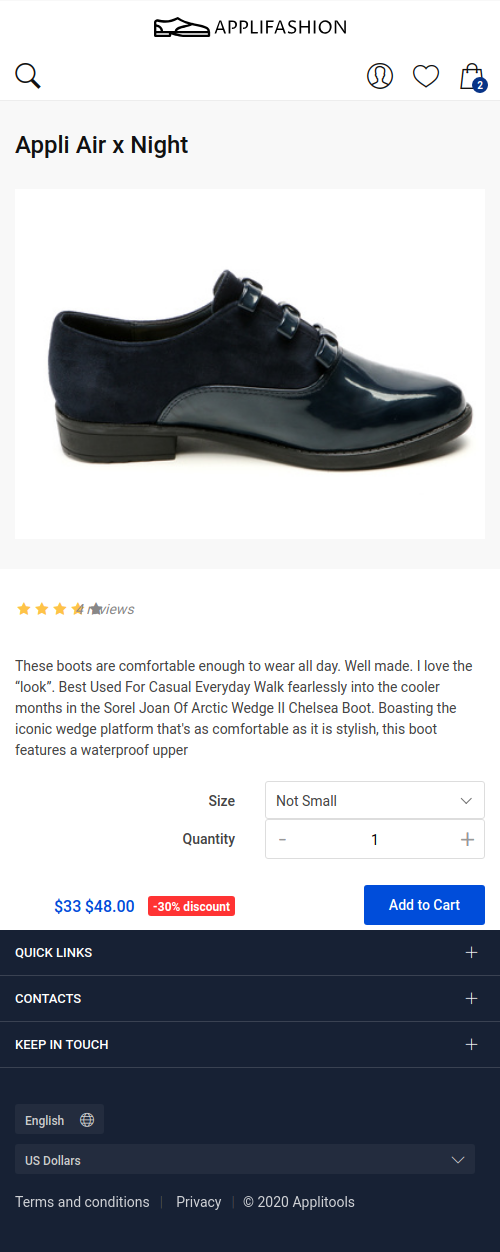 APPLIFASHION
2
Appli Air x Night
4 reviews
These boots are comfortable enough to wear all day. Well made. I love the
“look”. Best Used For Casual Everyday Walk fearlessly into the cooler
months in the Sorel Joan Of Arctic Wedge II Chelsea Boot. Boasting the
iconic wedge platform that's as comfortable as it is stylish, this boot
features a waterproof upper
Size Not Small
Quantity - 1 +
$33 $48.00 -30% discount Add to Cart
QUICK LINKS +
CONTACTS +
KEEP IN TOUCH +
English
US Dollars
Terms and conditions Privacy © 2020 Applitools